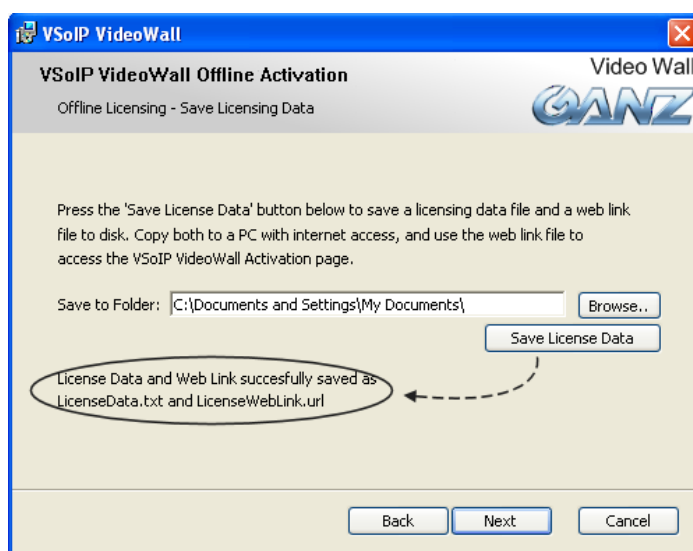 VSoIP VideoWall
VSoIP VideoWall Offline Activation
Video Wall
Offline Licensing - Save Licensing Data
GANZ
Press the 'Save License Data' button below to save a licensing data file and a web link
file to disk. Copy both to a PC with internet access, and use the web link file to
access the VSoIP VideoWall Activation page.
Save to Folder: C:\Documents and Settings\My Documents\ Browse..
Save License Data
License Data and Web Link succesfully saved as
LicenseData.txt and LicenseWebLink.url
Back Next Cancel